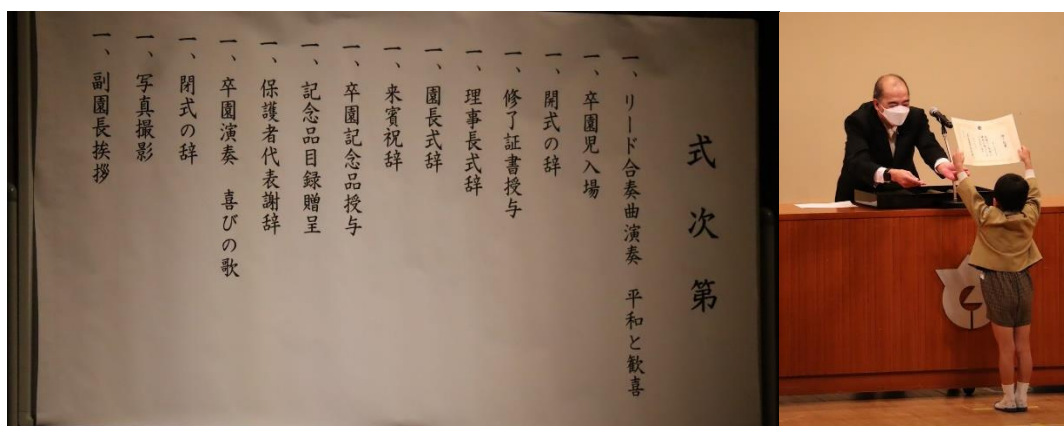 式次第
一、リード合奏曲演奏　平和と歓喜
一、卒園児入場
一、開式の辞
一、修了証書授与
一、理事長式辞
一、園長式辞
一、来賓祝辞
一、卒園記念品授与
一、記念品目録贈呈
一、保護者代表謝辞
一、卒園演奏　喜びの歌
一、閉式の辞
一、写真撮影
一、副園長挨拶